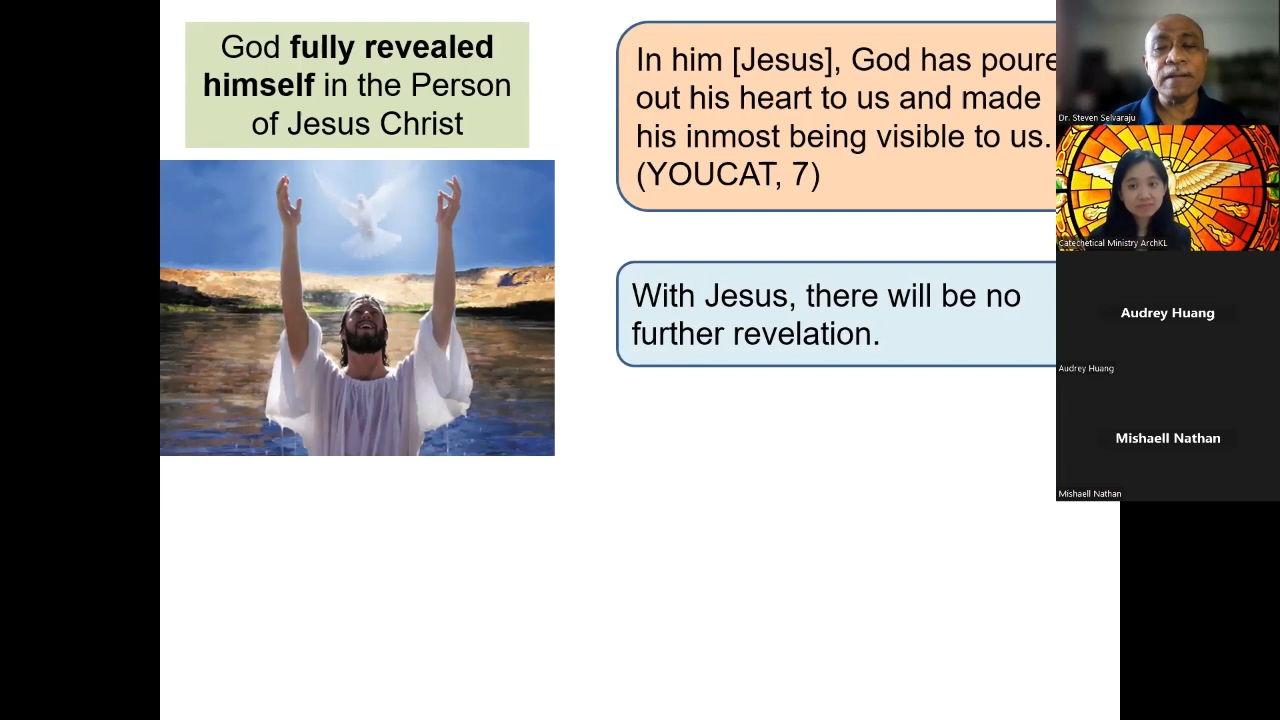 God fully revealed
himself in the Person
of Jesus Christ
In him [Jesus], God has poure
out his heart to us and made
his inmost being visible to us.
(YOUCAT, 7)
With Jesus, there will be no
further revelation.
Dr. Steven Selvaraju
Catechetical Ministry ArchKL
Audrey Huang
Audrey Huang
Mishaell Nathan
Mishaell Nathan